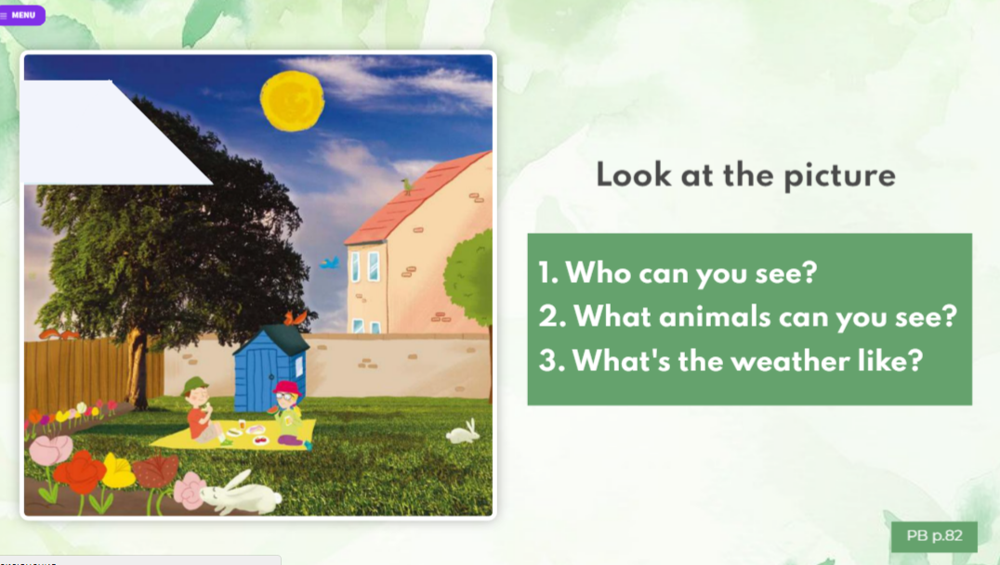 MENU
Look at the picture
1. Who can you see?
2. What animals can you see?
3. What's the weather like?
PB p.82